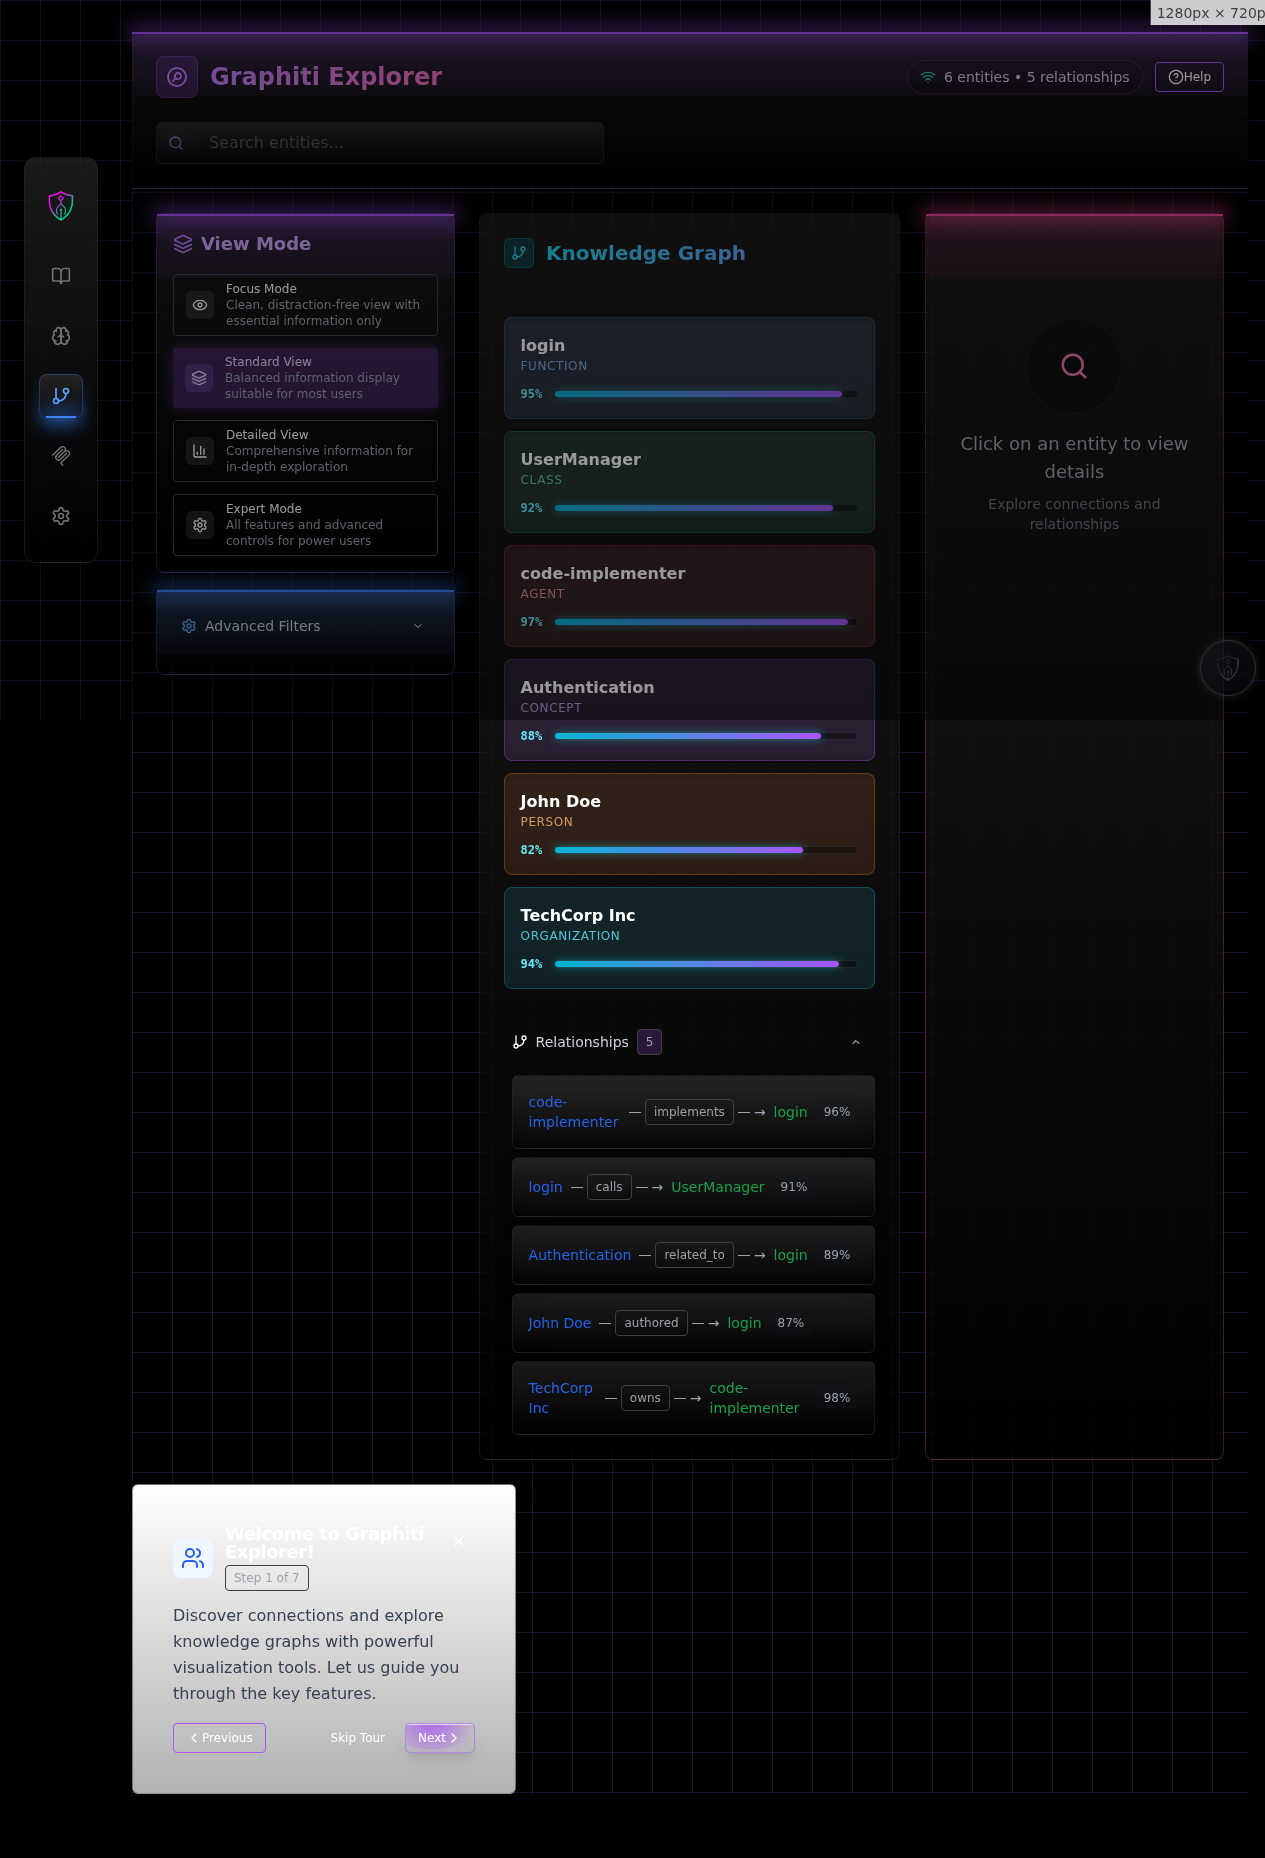 1280px × 720p
Graphiti Explorer
6 entities • 5 relationships
Help
Search entities...
View Mode
Focus Mode
Clean, distraction-free view with
essential information only
Standard View
Balanced information display
suitable for most users
Detailed View
Comprehensive information for
in-depth exploration
Expert Mode
All features and advanced
controls for power users
Advanced Filters
Knowledge Graph
login
FUNCTION
95%
UserManager
CLASS
92%
code-implementer
AGENT
97%
Authentication
CONCEPT
88%
John Doe
PERSON
82%
TechCorp Inc
ORGANIZATION
94%
Relationships 5
code-
implementer — implements — → login 96%
login — calls — → UserManager 91%
Authentication — related_to — → login 89%
John Doe — authored — → login 87%
TechCorp
Inc — owns — → code-
implementer 98%
Click on an entity to view
details
Explore connections and
relationships
Welcome to Graphiti
Explorer!
Step 1 of 7
Discover connections and explore
knowledge graphs with powerful
visualization tools. Let us guide you
through the key features.
Previous
Skip Tour
Next